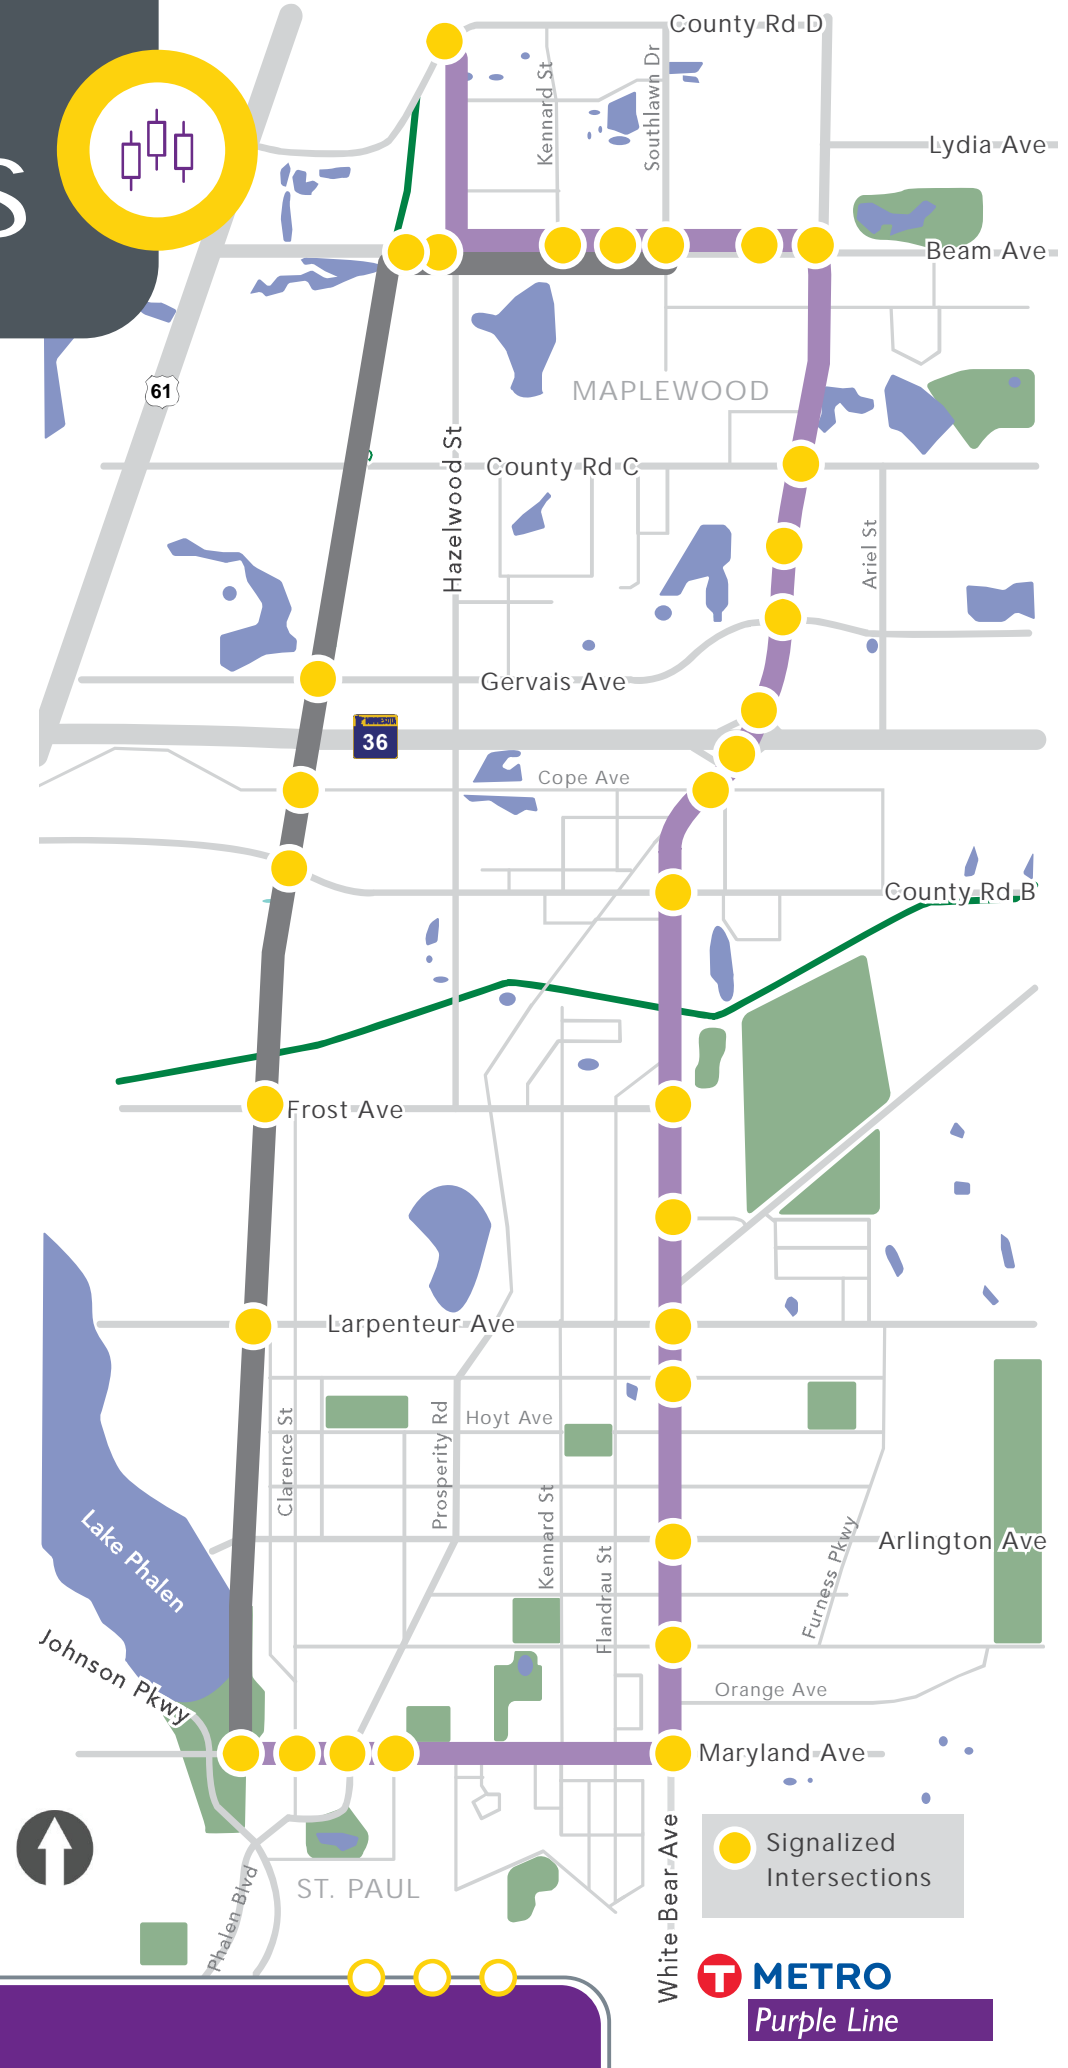 S
County Rd D
Kennard St
Southlawn Dr
Lydia Ave
Beam Ave
61
MAPLEWOOD
Hazelwood St
County Rd C
Ariel St
Gervais Ave
MINNESOTA
36
Cope Ave
County Rd B
Frost Ave
Larpenteur Ave
Clarence St
Prosperity Rd
Hoyt Ave
Kennard St
Flandrau St
Furness Pkwy
Arlington Ave
Lake Phalen
Johnson Pkwy
Orange Ave
Maryland Ave
White Bear Ave
ST. PAUL
Phalen Blvd
Signalized
Intersections
T METRO
Purple Line